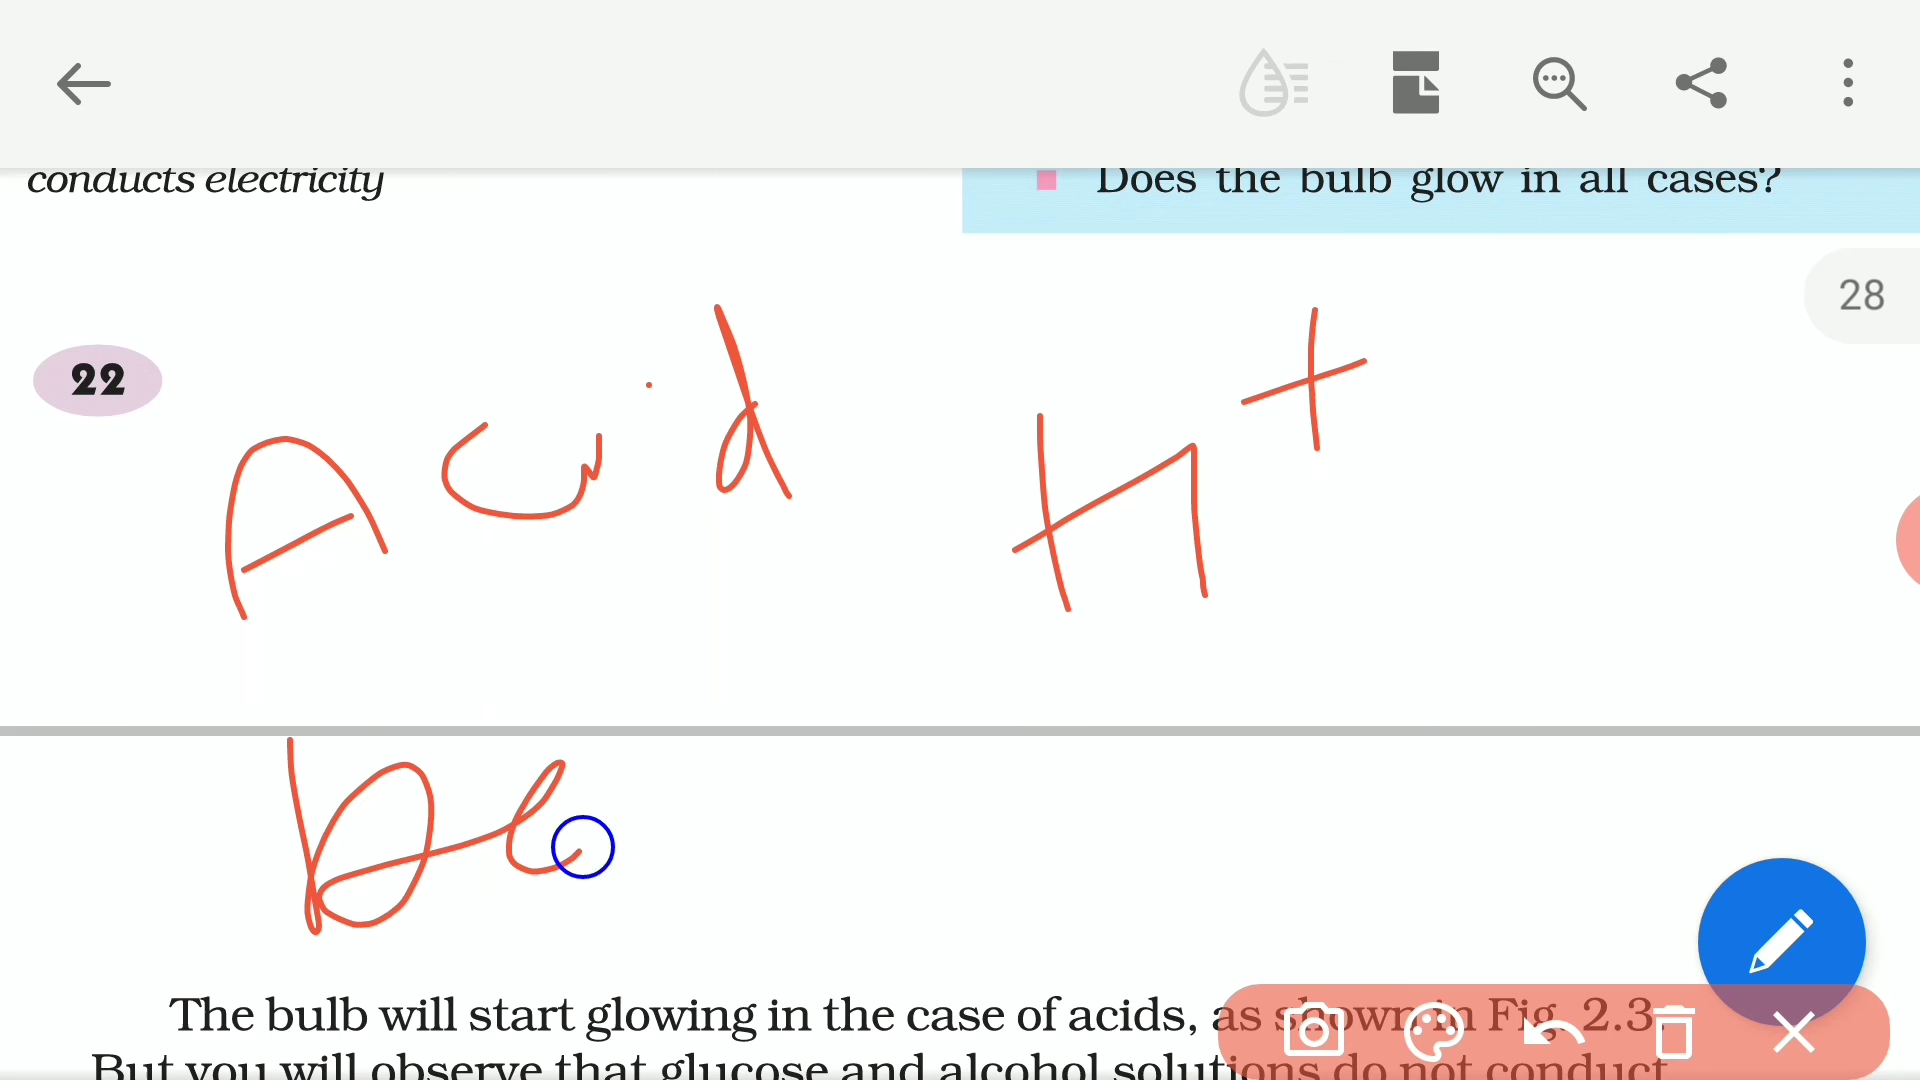 conducts electricity
Does the bulb glow in all cases?
28
22
Acid H+
The bulb will start glowing in the case of acids, as shown in Fig. 2.3.
But you will observe that glucose and alcohol solutions do not conduct